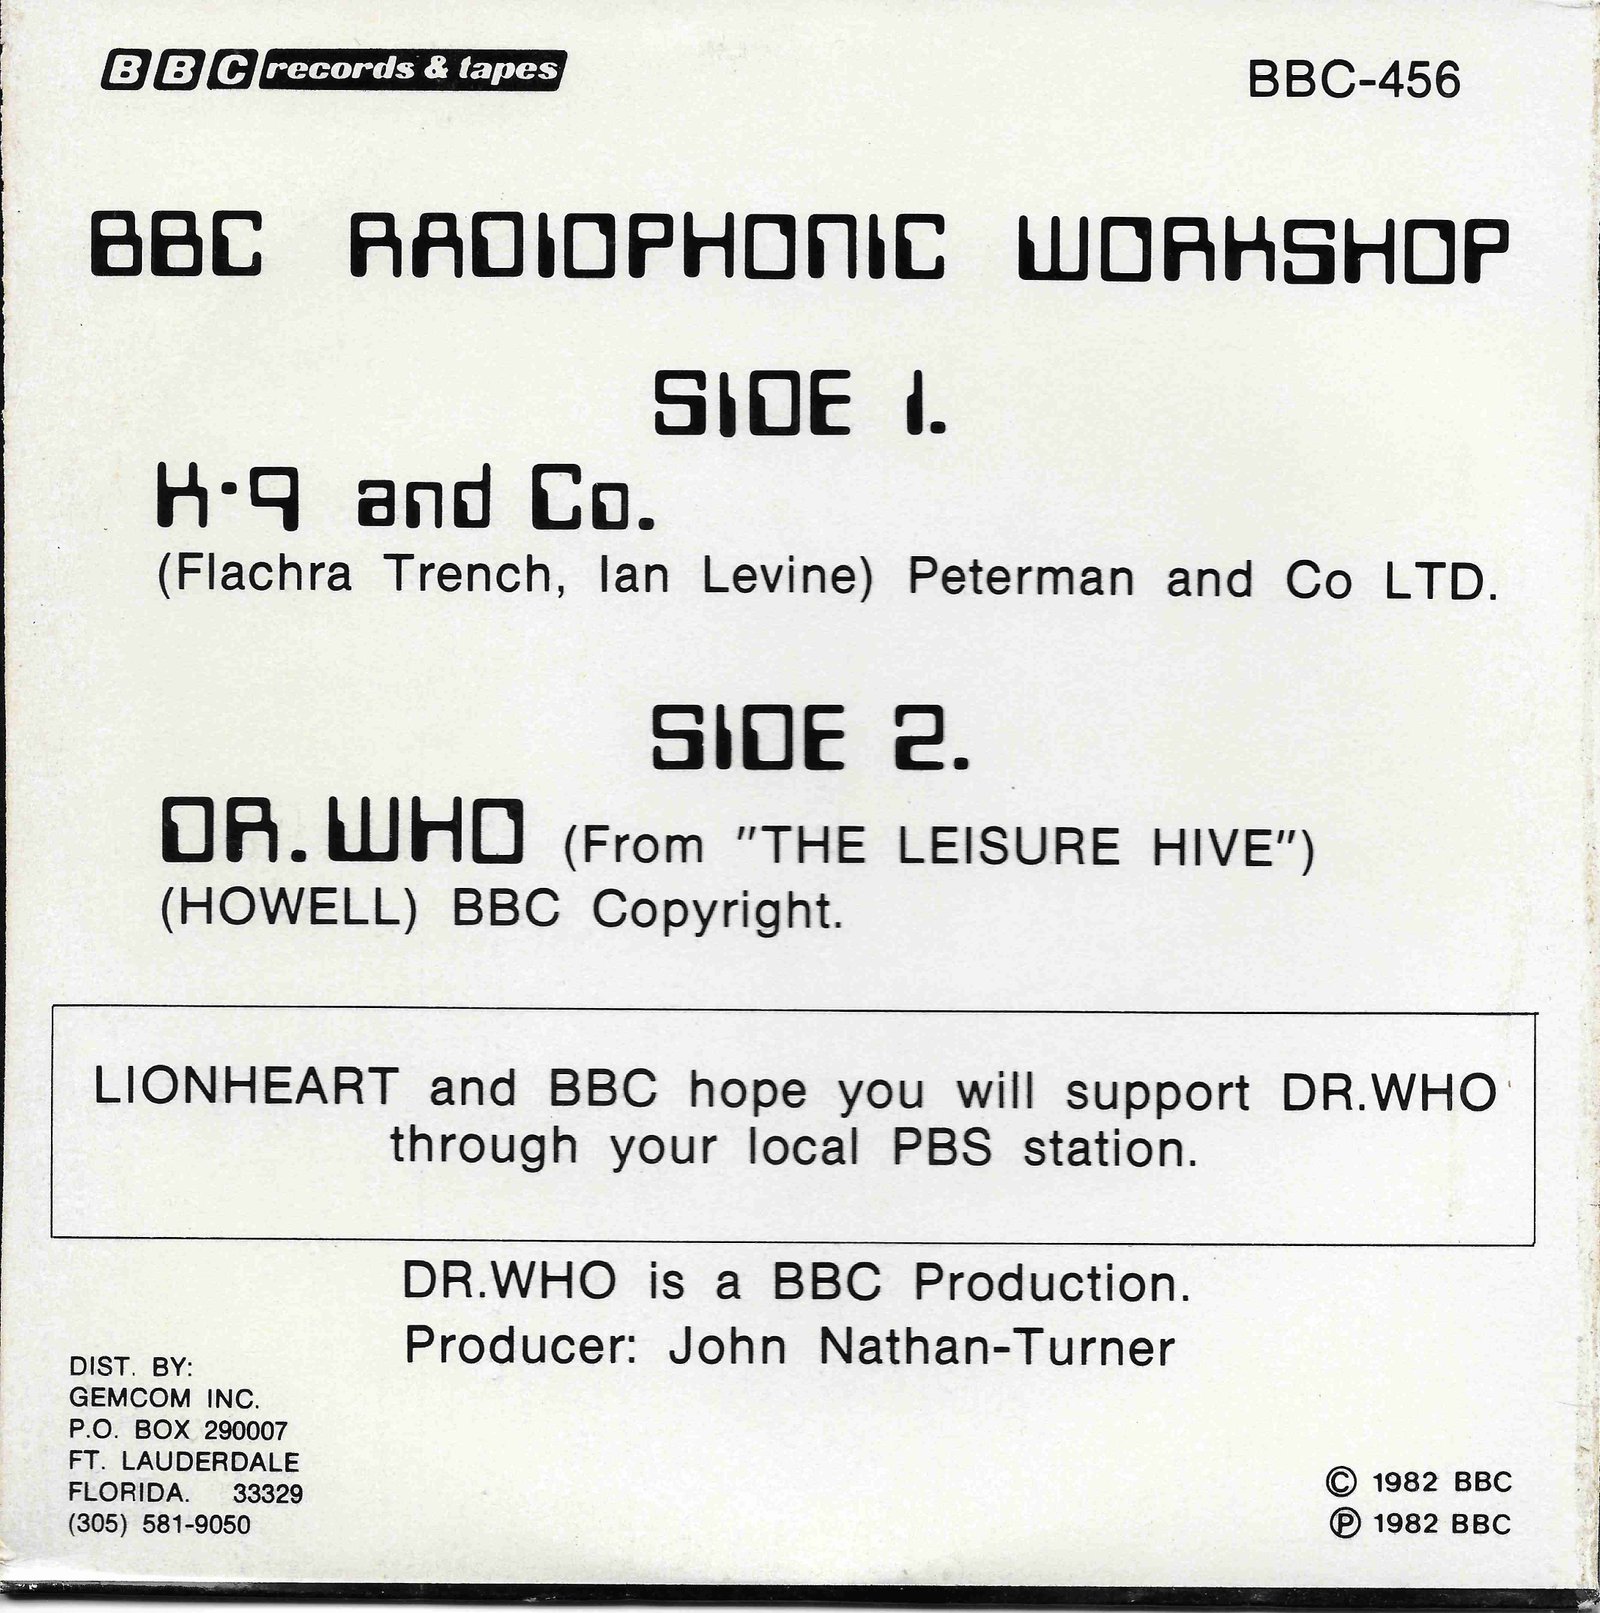 BBC records & tapes
BBC-456
BBC RADIOPHONIC WORKSHOP
SIDE 1.
K·9 and Co.
(Flachra Trench, Ian Levine) Peterman and Co LTD.
SIDE 2.
DR. WHO (From "THE LEISURE HIVE")
(HOWELL) BBC Copyright.
LIONHEART and BBC hope you will support DR.WHO
through your local PBS station.
DR.WHO is a BBC Production.
Producer: John Nathan-Turner
DIST. BY:
GEMCOM INC.
P.O. BOX 290007
FT. LAUDERDALE
FLORIDA. 33329
(305) 581-9050
© 1982 BBC
℗ 1982 BBC